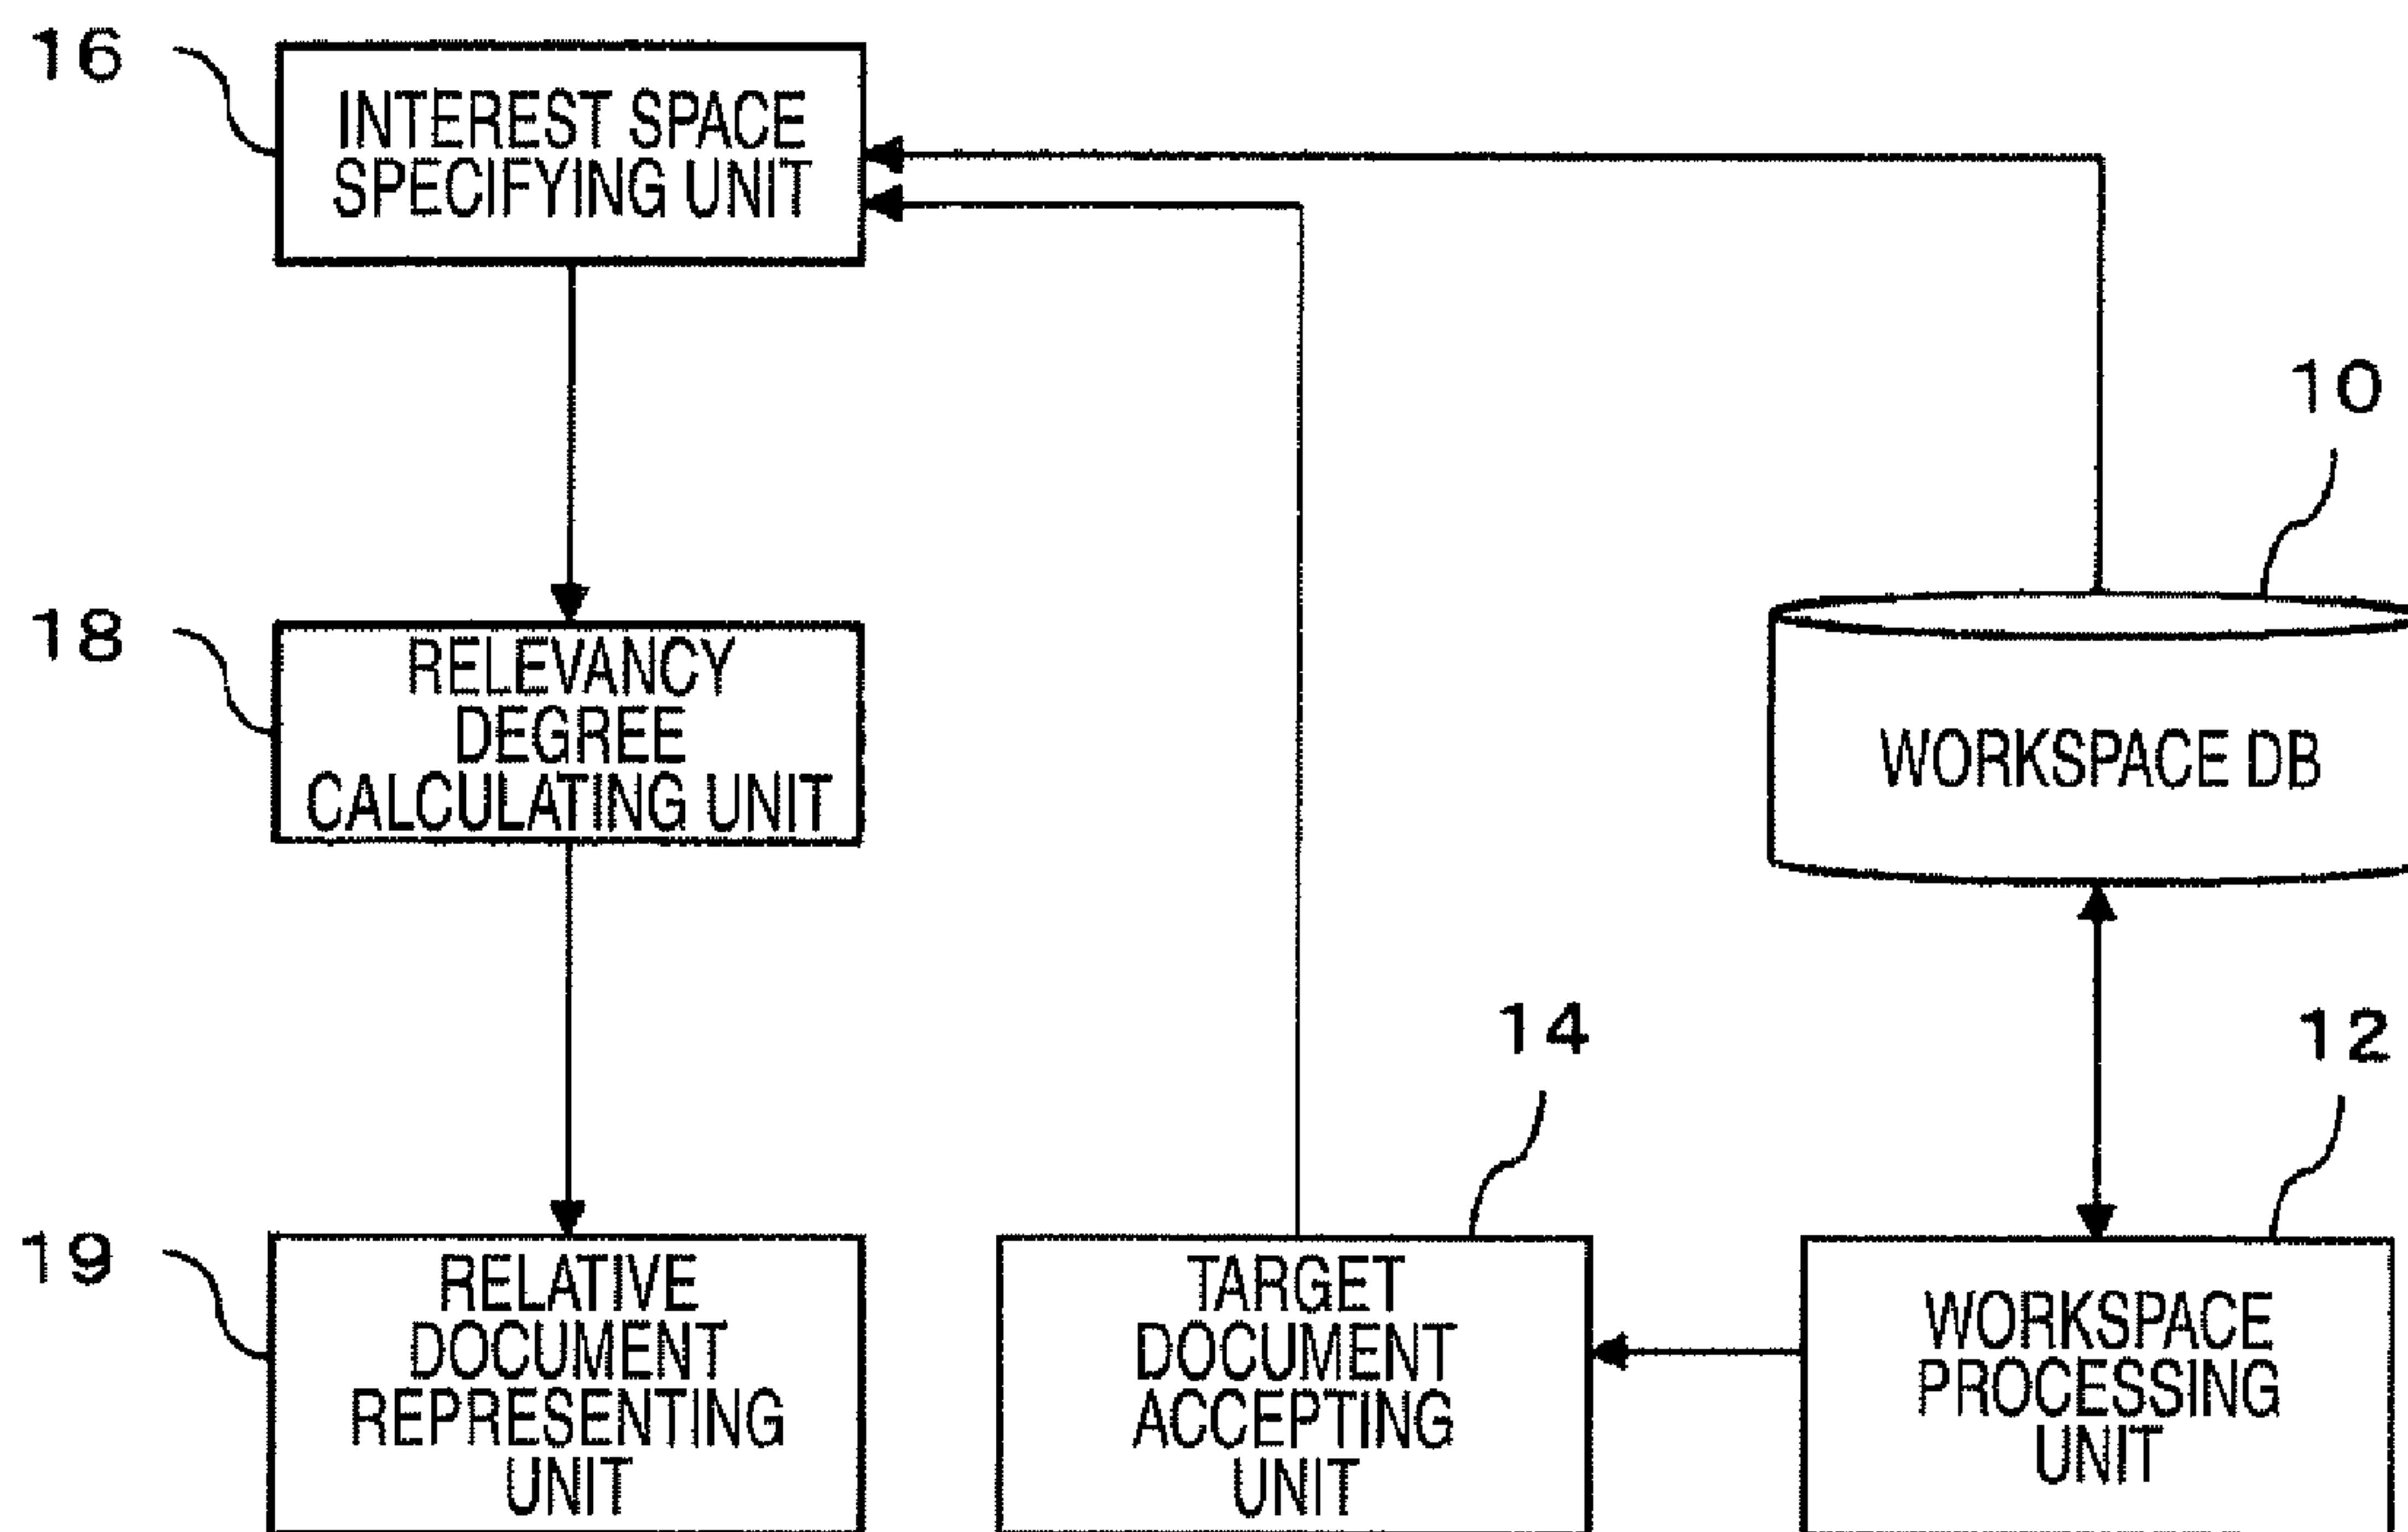 16
INTEREST SPACE
SPECIFYING UNIT
10
18
RELEVANCY
DEGREE
CALCULATING UNIT
WORKSPACE DB
14
12
19
RELATIVE
DOCUMENT
REPRESENTING
UNIT
TARGET
DOCUMENT
ACCEPTING
UNIT
WORKSPACE
PROCESSING
UNIT